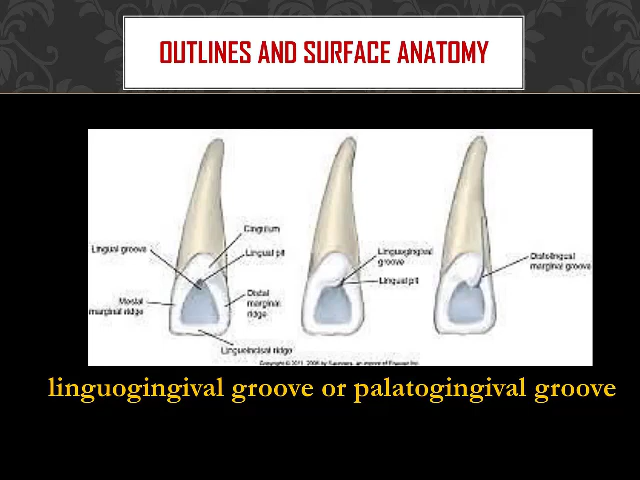 OUTLINES AND SURFACE ANATOMY
Cingulum
Lingual groove
Lingual pit
Mesial
marginal ridge
Distal
marginal
ridge
Linguoincisal ridge
Linguogingival
groove
Lingual pit
Distolingual
marginal groove
Copyright © 2011, 2006 by Saunders, an imprint of Elsevier Inc.
linguogingival groove or palatogingival groove